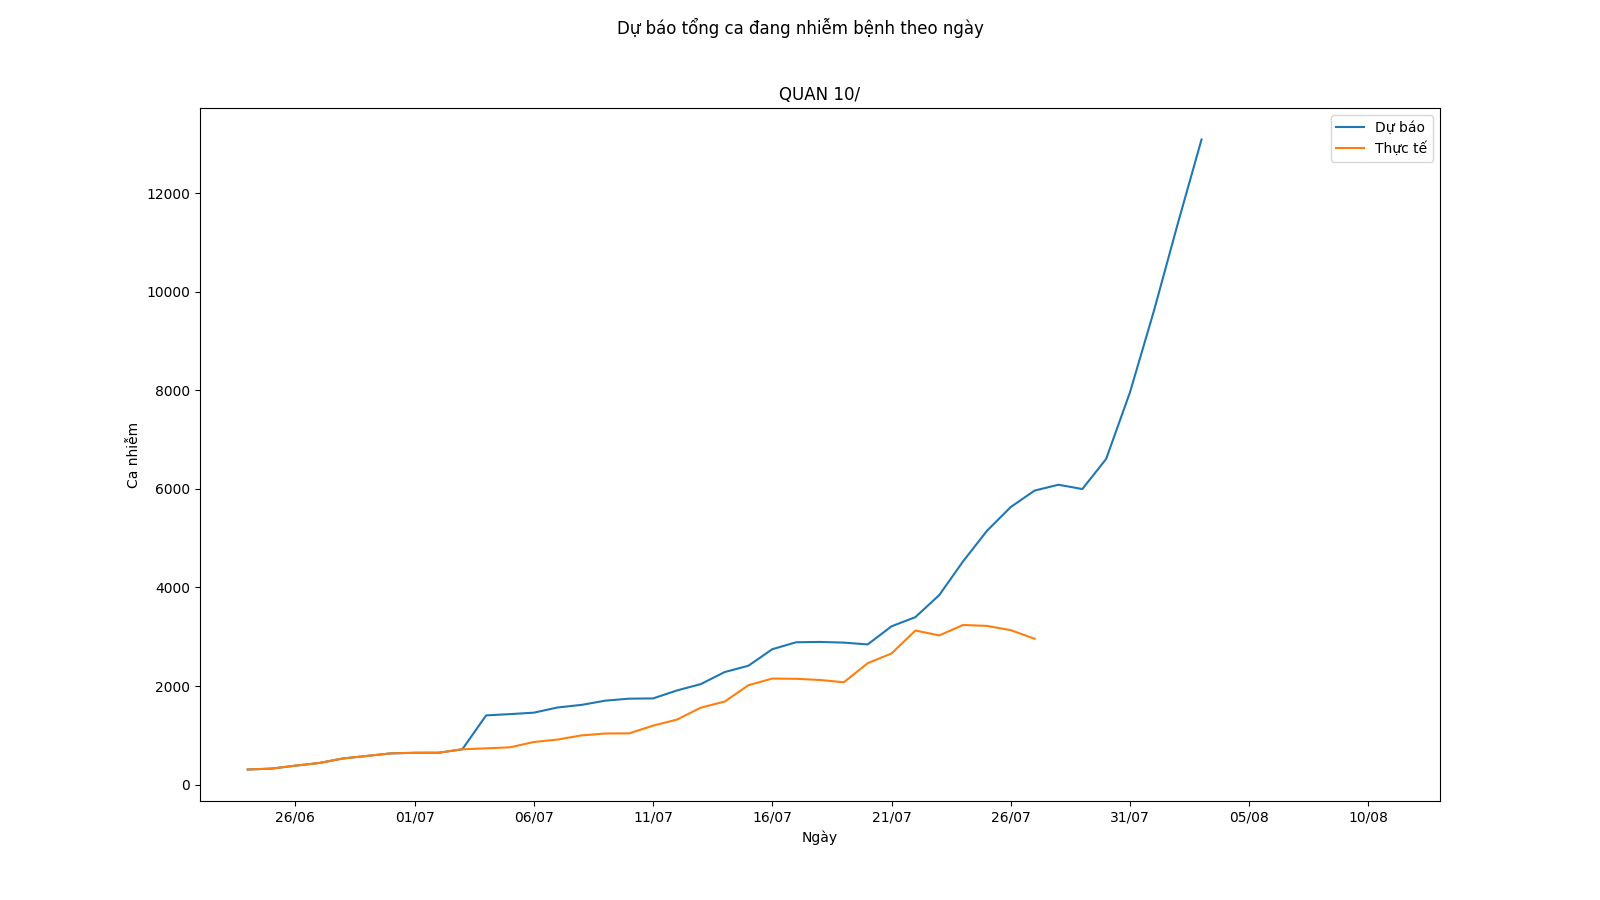 Dự báo tổng ca đang nhiễm bệnh theo ngày
QUAN 10/
Dự báo
Thực tế
12000
10000
8000
6000
4000
2000
0
Ca nhiễm
26/06
01/07
06/07
11/07
16/07
21/07
26/07
31/07
05/08
10/08
Ngày